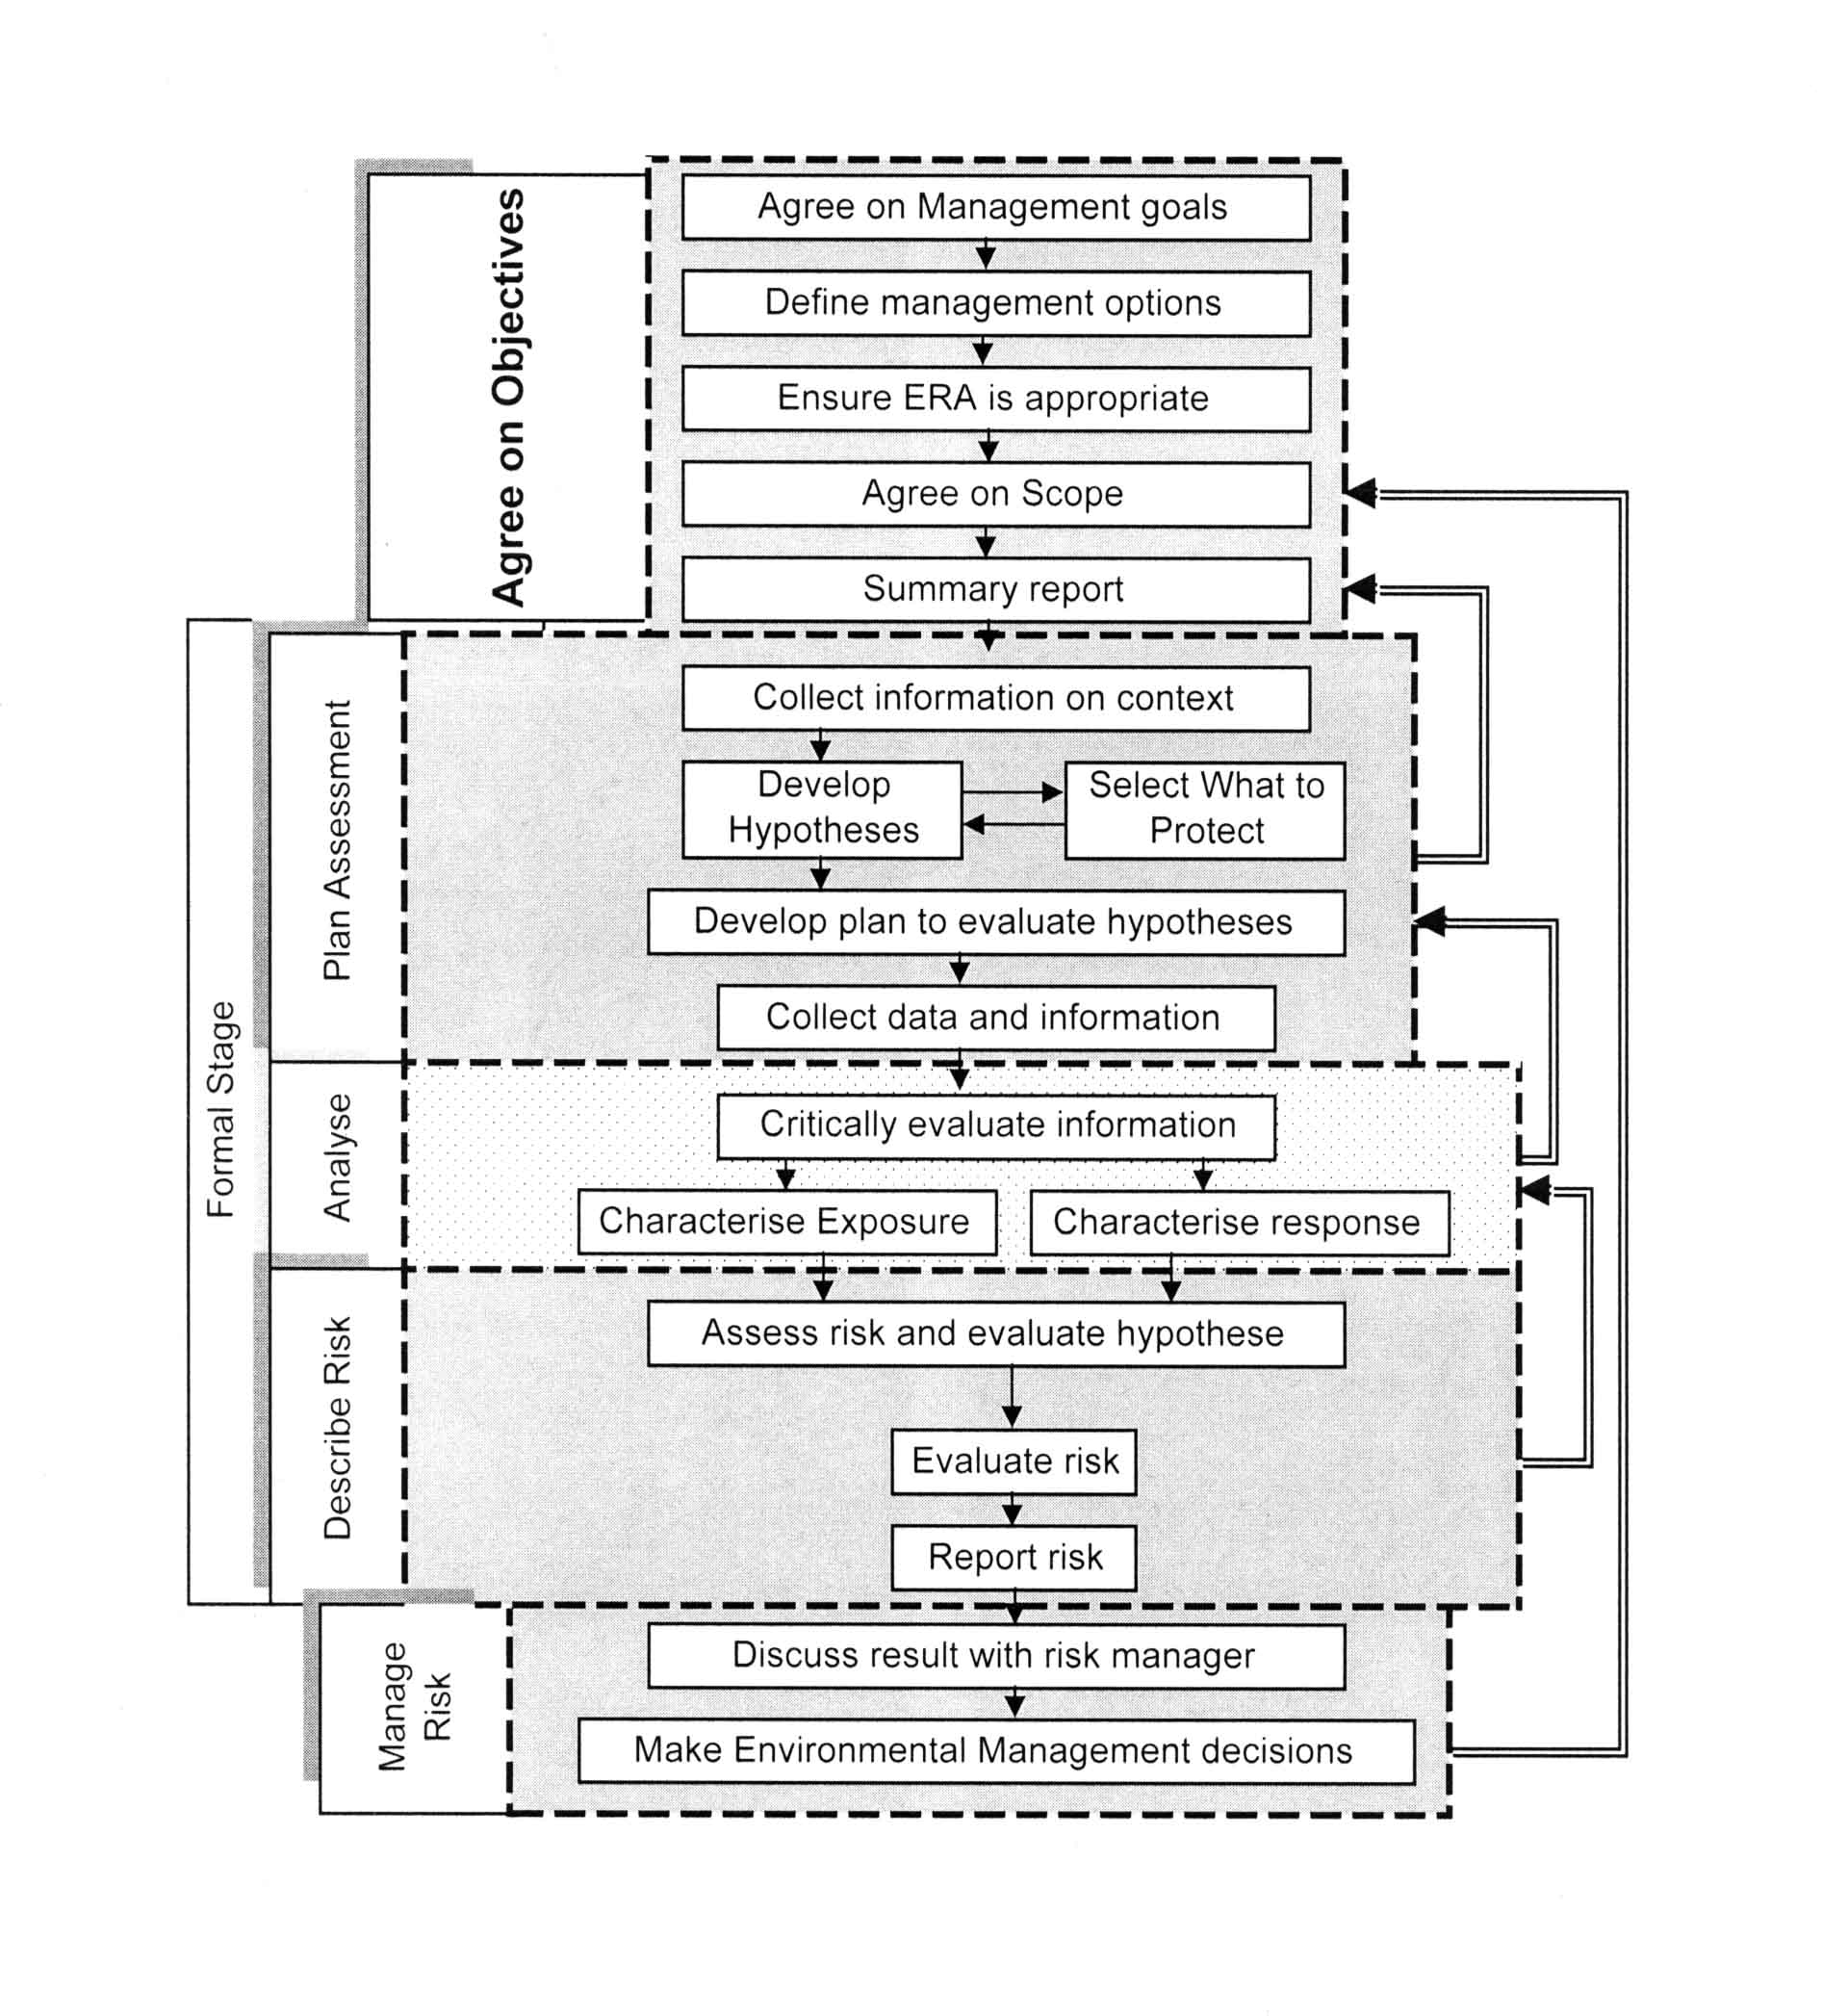 Agree on Objectives
Agree on Management goals
Define management options
Ensure ERA is appropriate
Agree on Scope
Summary report
Formal Stage
Plan Assessment
Collect information on context
Develop
Hypotheses
Select What to
Protect
Develop plan to evaluate hypotheses
Collect data and information
Analyse
Critically evaluate information
Characterise Exposure
Characterise response
Describe Risk
Assess risk and evaluate hypothese
Evaluate risk
Report risk
Manage
Risk
Discuss result with risk manager
Make Environmental Management decisions